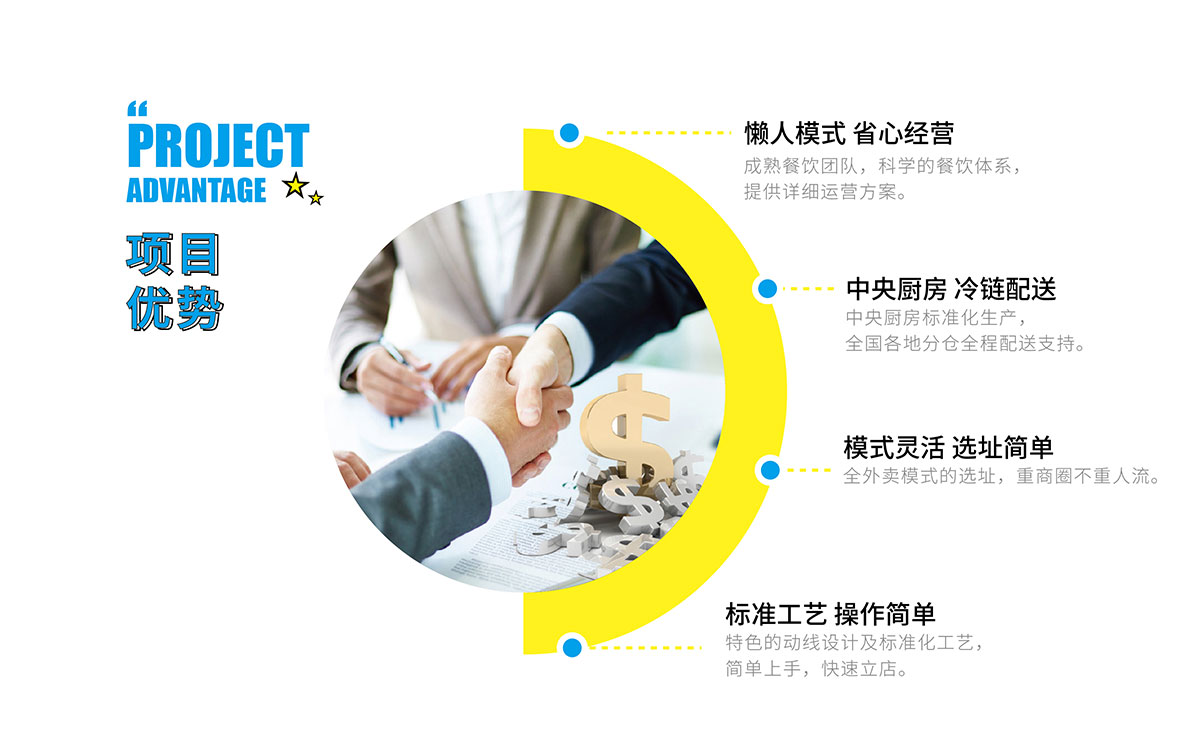 “
PROJECT
ADVANTAGE
项目
优势
懒人模式 省心经营
成熟餐饮团队，科学的餐饮体系，
提供详细运营方案。
中央厨房 冷链配送
中央厨房标准化生产，
全国各地分仓全程配送支持。
模式灵活 选址简单
全外卖模式的选址，重商圈不重人流。
标准工艺 操作简单
特色的动线设计及标准化工艺，
简单上手，快速立店。